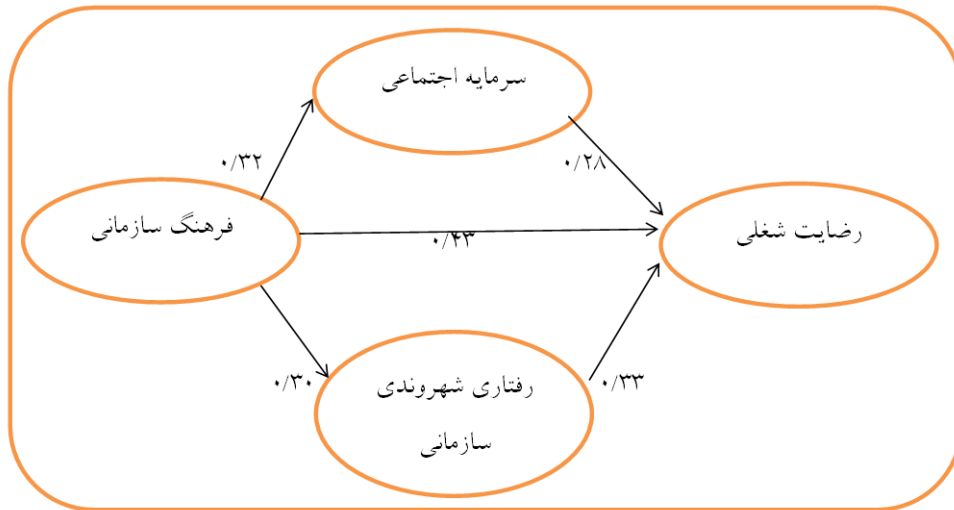 سرمایه اجتماعی
۰/۳۲
۰/۲۸
فرهنگ سازمانی
۰/۴۳
رضایت شغلی
۰/۳۰
رفتاری شهروندی
سازمانی
۰/۳۳